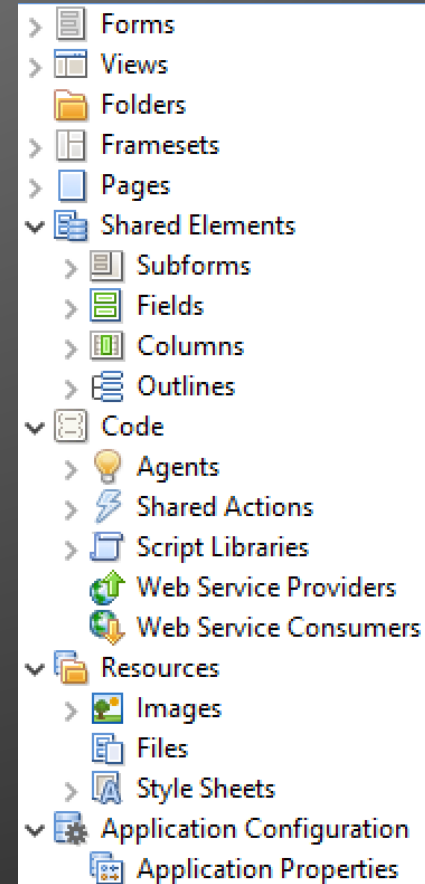 Forms
Views
Folders
Framesets
Pages
Shared Elements
Subforms
Fields
Columns
Outlines
Code
Agents
Shared Actions
Script Libraries
Web Service Providers
Web Service Consumers
Resources
Images
Files
Style Sheets
Application Configuration
Application Properties